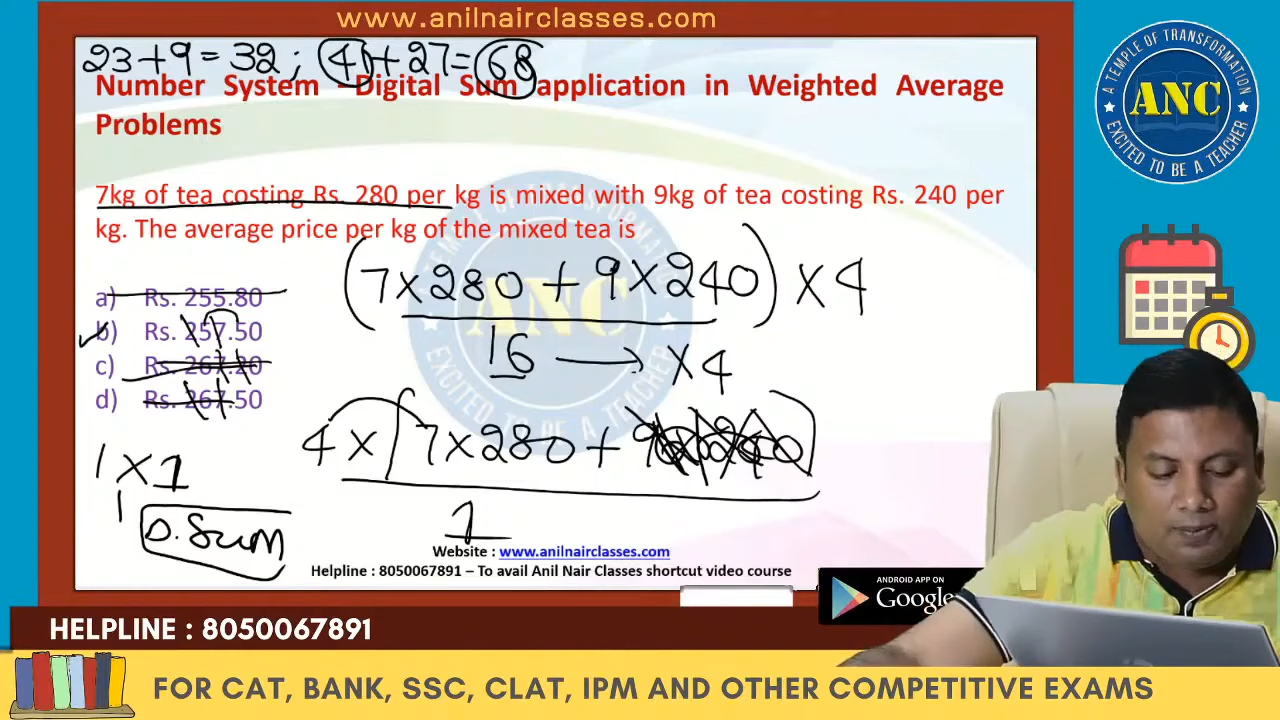 www.anilnairclasses.com
23+9=32 ; 41+27=68
Number System - Digital Sum application in Weighted Average
Problems
7kg of tea costing Rs. 280 per kg is mixed with 9kg of tea costing Rs. 240 per
kg. The average price per kg of the mixed tea is
(7×280 + 9×240) × 4
16 → ×4
a) Rs. 255.80
b) Rs. 257.50
c) Rs. 267.20
d) Rs. 267.50
4×(7×280 +
1
1×1
1
D.Sum
Website : www.anilnairclasses.com
Helpline : 8050067891 – To avail Anil Nair Classes shortcut video course
A TEMPLE OF TRANSFORMATION
ANC
EXCITED TO BE A TEACHER
ANDROID APP ON
Google
HELPLINE : 8050067891
FOR CAT, BANK, SSC, CLAT, IPM AND OTHER COMPETITIVE EXAMS